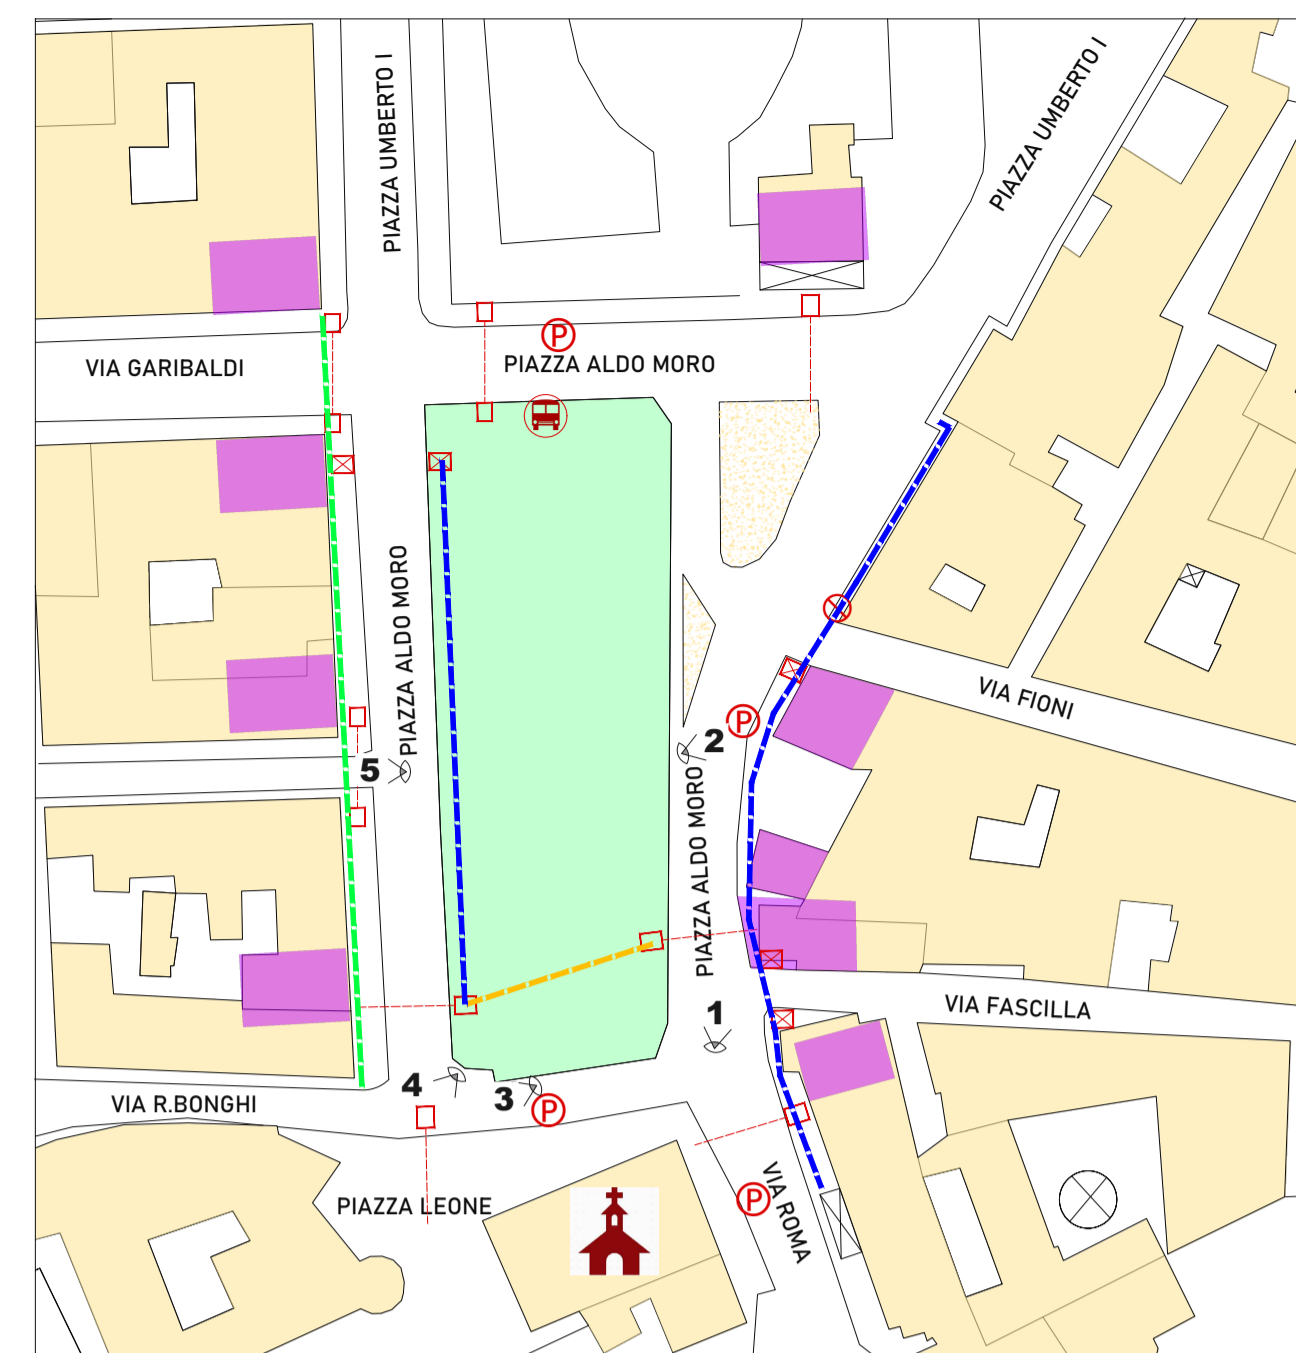 PIAZZA UMBERTO I
PIAZZA UMBERTO I
P
VIA GARIBALDI
PIAZZA ALDO MORO
PIAZZA ALDO MORO
VIA FIONI
P
2
5
PIAZZA ALDO MORO
VIA FASCILLA
1
4
3
P
VIA R.BONGHI
PIAZZA LEONE
P
VIA ROMA